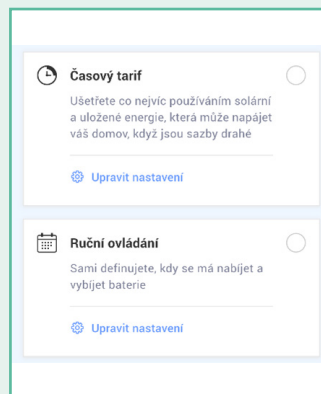 Časový tarif
Ušetřete co nejvíc používáním solární
a uložené energie, která může napájet
váš domov, když jsou sazby drahé
Upravit nastavení
Ruční ovládání
Sami definujete, kdy se má nabíjet a
vybíjet baterie
Upravit nastavení